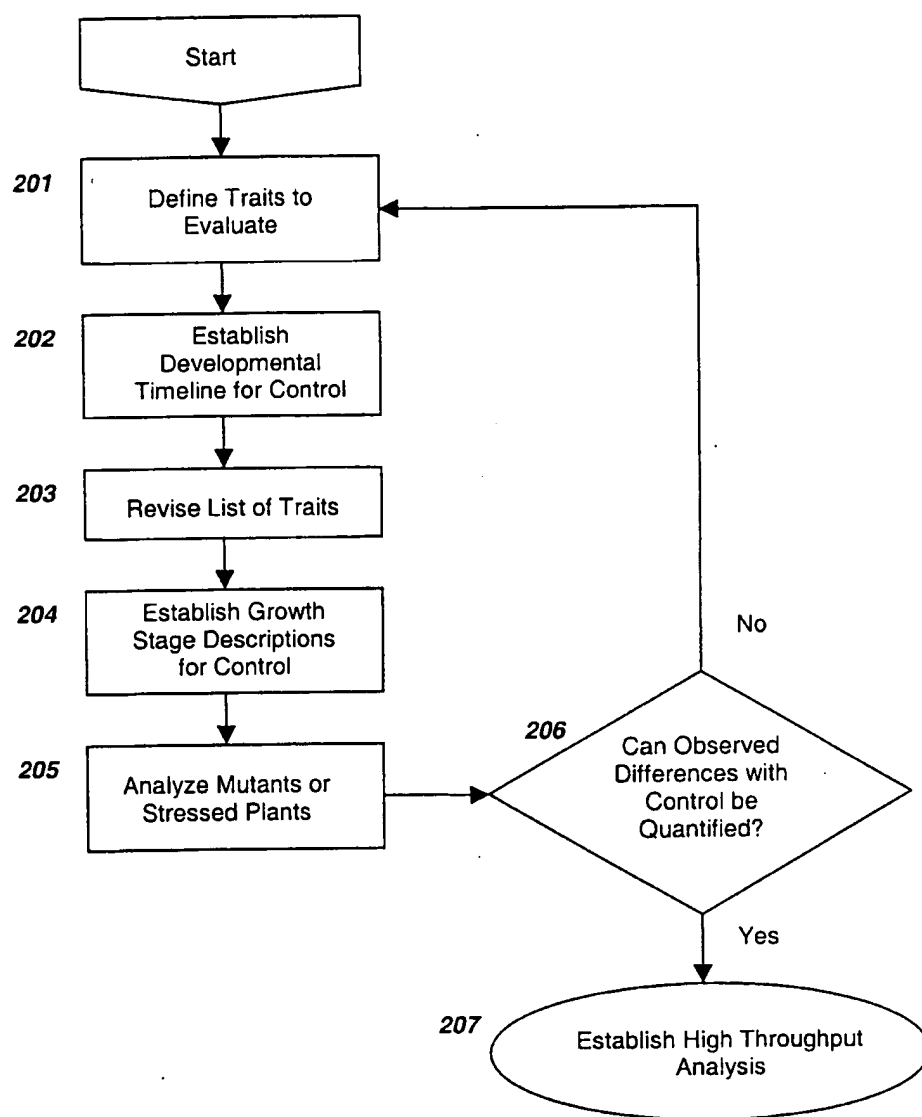 Start
201
Define Traits to
Evaluate
202
Establish
Developmental
Timeline for Control
203
Revise List of Traits
204
Establish Growth
Stage Descriptions
for Control
No
205
Analyze Mutants or
Stressed Plants
206
Can Observed
Differences with
Control be
Quantified?
Yes
207
Establish High Throughput
Analysis